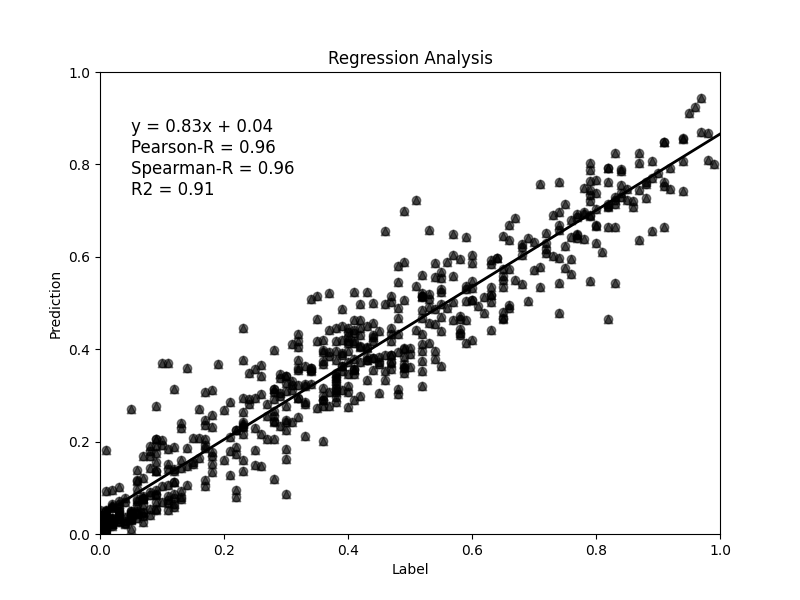 Regression Analysis
1.0
y = 0.83x + 0.04
Pearson-R = 0.96
0.8
Spearman-R = 0.96
R2 = 0.91
0.6
Prediction
0.4
0.2
0.0
0.0 0.2 0.4 0.6 0.8 1.0
Label